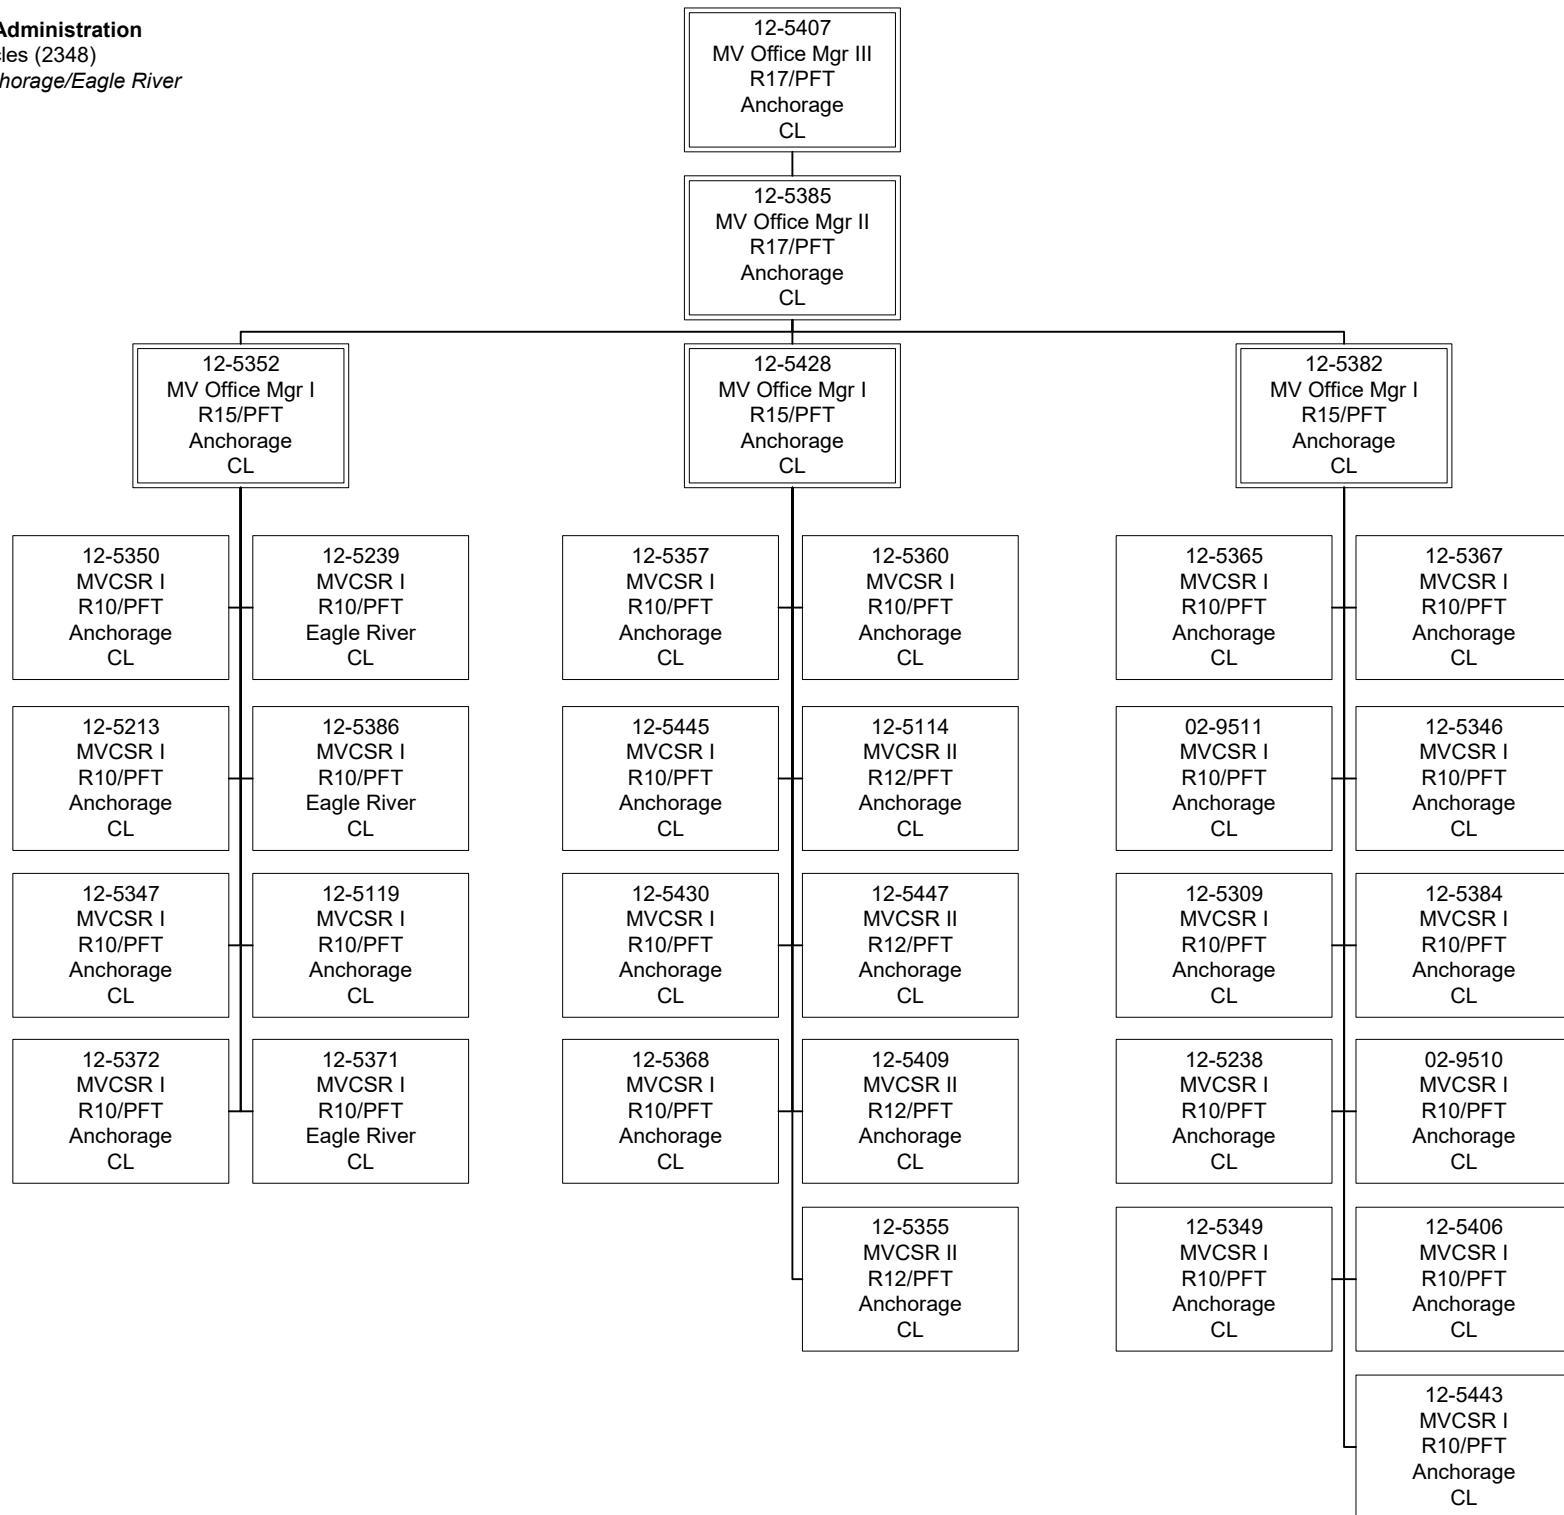 Administration
cles (2348)
horage/Eagle River
12-5407
MV Office Mgr III
R17/PFT
Anchorage
CL
12-5385
MV Office Mgr II
R17/PFT
Anchorage
CL
12-5352
MV Office Mgr I
R15/PFT
Anchorage
CL
12-5428
MV Office Mgr I
R15/PFT
Anchorage
CL
12-5382
MV Office Mgr I
R15/PFT
Anchorage
CL
12-5350
MVCSR I
R10/PFT
Anchorage
CL
12-5239
MVCSR I
R10/PFT
Eagle River
CL
12-5357
MVCSR I
R10/PFT
Anchorage
CL
12-5360
MVCSR I
R10/PFT
Anchorage
CL
12-5365
MVCSR I
R10/PFT
Anchorage
CL
12-5367
MVCSR I
R10/PFT
Anchorage
CL
12-5213
MVCSR I
R10/PFT
Anchorage
CL
12-5386
MVCSR I
R10/PFT
Eagle River
CL
12-5445
MVCSR I
R10/PFT
Anchorage
CL
12-5114
MVCSR II
R12/PFT
Anchorage
CL
02-9511
MVCSR I
R10/PFT
Anchorage
CL
12-5346
MVCSR I
R10/PFT
Anchorage
CL
12-5347
MVCSR I
R10/PFT
Anchorage
CL
12-5119
MVCSR I
R10/PFT
Anchorage
CL
12-5430
MVCSR I
R10/PFT
Anchorage
CL
12-5447
MVCSR II
R12/PFT
Anchorage
CL
12-5309
MVCSR I
R10/PFT
Anchorage
CL
12-5384
MVCSR I
R10/PFT
Anchorage
CL
12-5372
MVCSR I
R10/PFT
Anchorage
CL
12-5371
MVCSR I
R10/PFT
Eagle River
CL
12-5368
MVCSR I
R10/PFT
Anchorage
CL
12-5409
MVCSR II
R12/PFT
Anchorage
CL
12-5238
MVCSR I
R10/PFT
Anchorage
CL
02-9510
MVCSR I
R10/PFT
Anchorage
CL
12-5355
MVCSR II
R12/PFT
Anchorage
CL
12-5349
MVCSR I
R10/PFT
Anchorage
CL
12-5406
MVCSR I
R10/PFT
Anchorage
CL
12-5443
MVCSR I
R10/PFT
Anchorage
CL